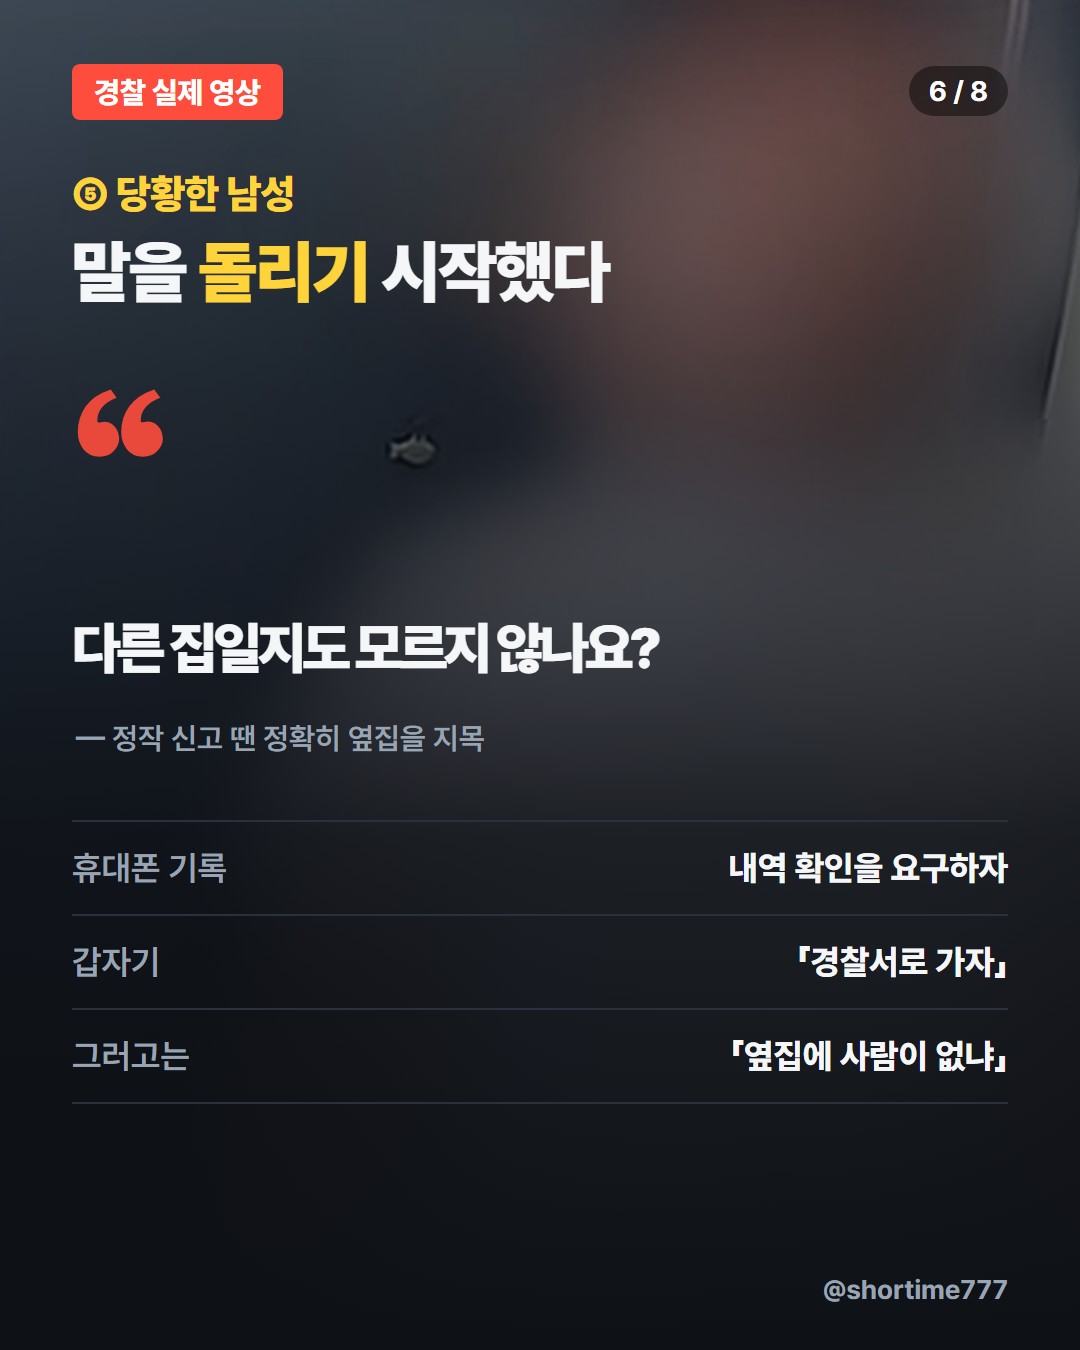 경찰 실제 영상
6 / 8
⑤ 당황한 남성
말을 돌리기 시작했다
“
다른 집일지도 모르지 않나요?
— 정작 신고 땐 정확히 옆집을 지목
휴대폰 기록 내역 확인을 요구하자
갑자기 「경찰서로 가자」
그러고는 「옆집에 사람이 없냐」
@shortime777